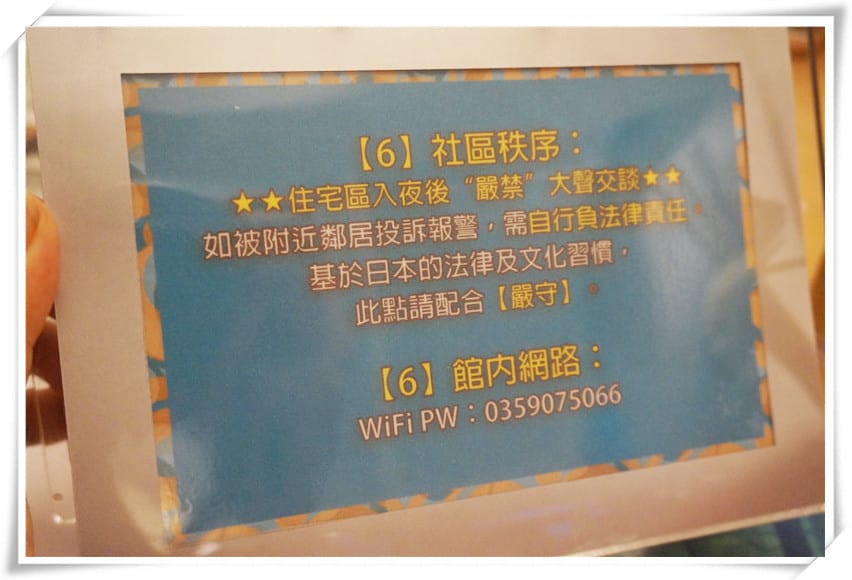 【6】社區秩序：
★★住宅區入夜後“嚴禁”大聲交談★★
如被附近鄰居投訴報警，需自行負法律責任。
基於日本的法律及文化習慣，
此點請配合【嚴守】。
【6】館內網路：
WiFi PW：0359075066